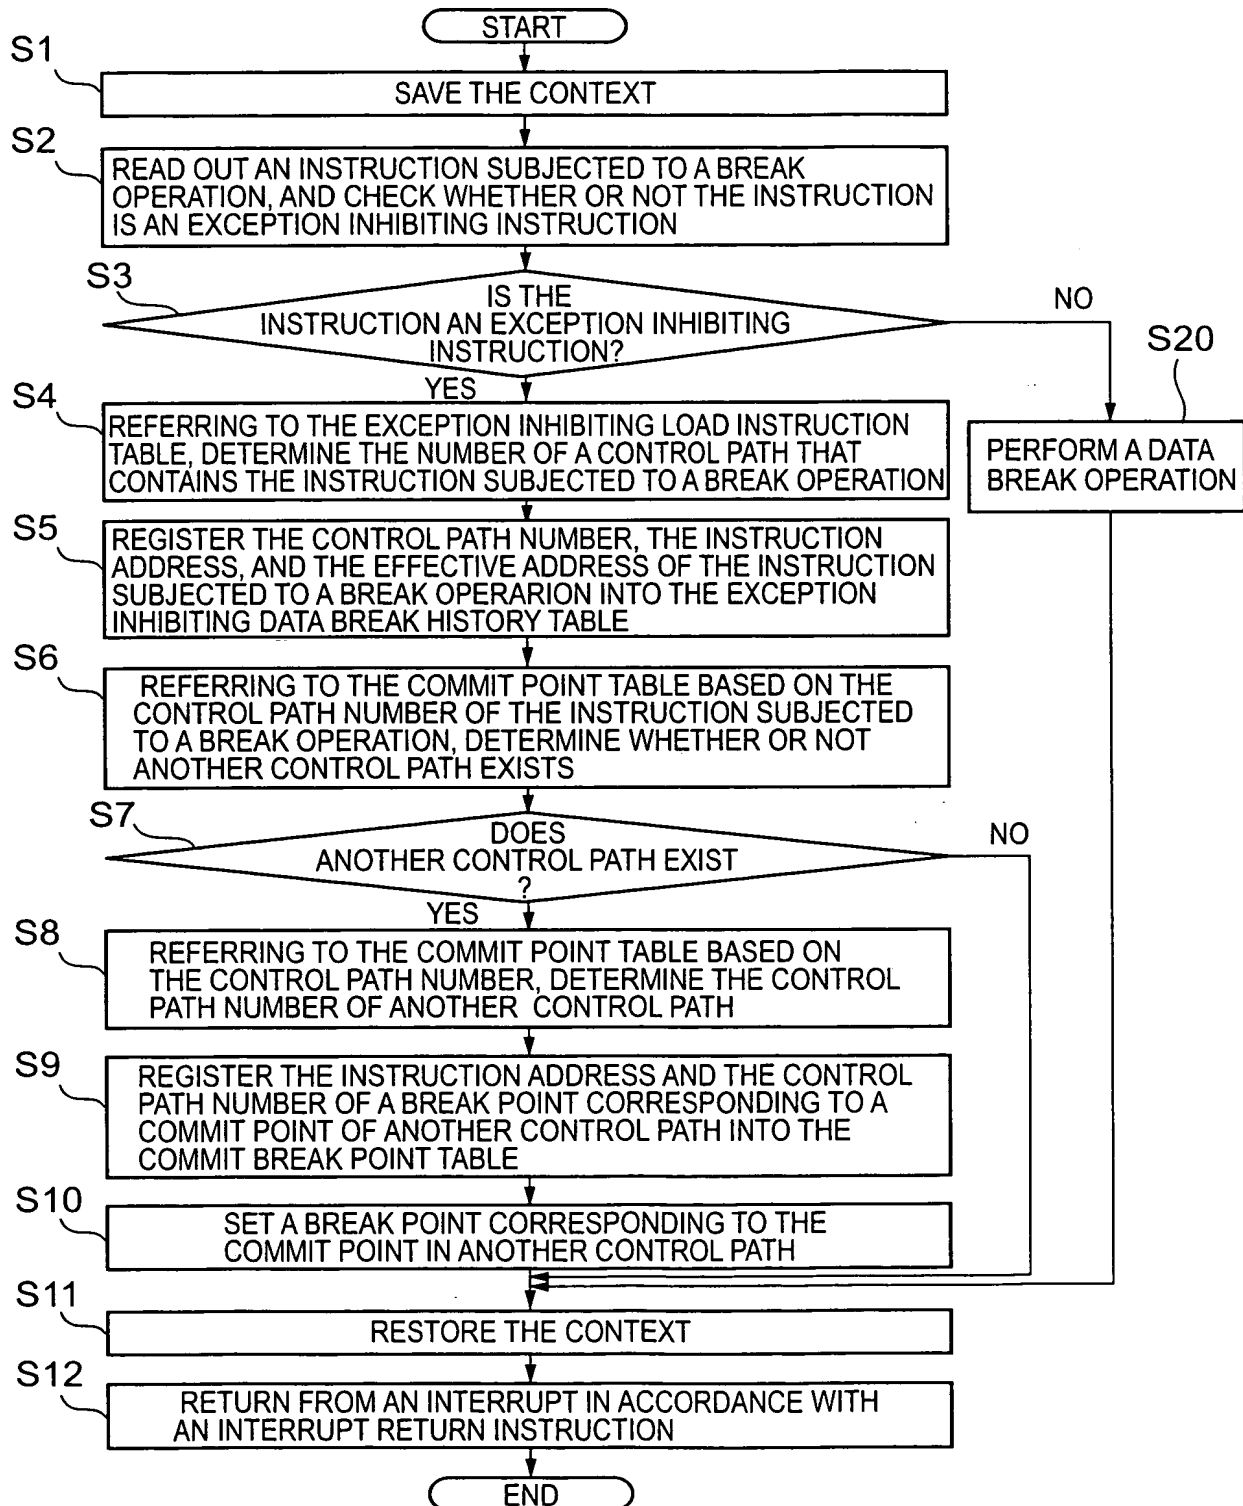 START
S1
SAVE THE CONTEXT
S2
READ OUT AN INSTRUCTION SUBJECTED TO A BREAK
OPERATION, AND CHECK WHETHER OR NOT THE INSTRUCTION
IS AN EXCEPTION INHIBITING INSTRUCTION
S3
IS THE
INSTRUCTION AN EXCEPTION INHIBITING
INSTRUCTION?
NO
YES
S20
PERFORM A DATA
BREAK OPERATION
S4
REFERRING TO THE EXCEPTION INHIBITING LOAD INSTRUCTION
TABLE, DETERMINE THE NUMBER OF A CONTROL PATH THAT
CONTAINS THE INSTRUCTION SUBJECTED TO A BREAK OPERATION
S5
REGISTER THE CONTROL PATH NUMBER, THE INSTRUCTION
ADDRESS, AND THE EFFECTIVE ADDRESS OF THE INSTRUCTION
SUBJECTED TO A BREAK OPERARION INTO THE EXCEPTION
INHIBITING DATA BREAK HISTORY TABLE
S6
REFERRING TO THE COMMIT POINT TABLE BASED ON THE
CONTROL PATH NUMBER OF THE INSTRUCTION SUBJECTED
TO A BREAK OPERATION, DETERMINE WHETHER OR NOT
ANOTHER CONTROL PATH EXISTS
S7
DOES
ANOTHER CONTROL PATH EXIST
?
NO
YES
S8
REFERRING TO THE COMMIT POINT TABLE BASED ON
THE CONTROL PATH NUMBER, DETERMINE THE CONTROL
PATH NUMBER OF ANOTHER CONTROL PATH
S9
REGISTER THE INSTRUCTION ADDRESS AND THE CONTROL
PATH NUMBER OF A BREAK POINT CORRESPONDING TO A
COMMIT POINT OF ANOTHER CONTROL PATH INTO THE
COMMIT BREAK POINT TABLE
S10
SET A BREAK POINT CORRESPONDING TO THE
COMMIT POINT IN ANOTHER CONTROL PATH
S11
RESTORE THE CONTEXT
S12
RETURN FROM AN INTERRUPT IN ACCORDANCE WITH
AN INTERRUPT RETURN INSTRUCTION
END